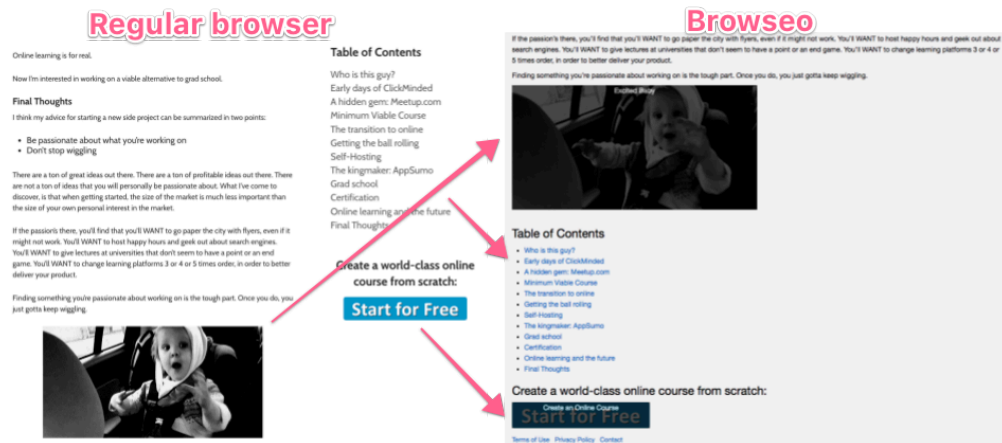 Regular browser
Online learning is for real.
Now I'm interested in working on a viable alternative to grad school.
Final Thoughts
I think my advice for starting a new side project can be summarized in two points:
Be passionate about what you're working on
Don't stop wiggling
There are a ton of great ideas out there. There are a ton of profitable ideas out there. There
are not a ton of ideas that you will personally be passionate about. What I've come to
discover, is that when getting started, the size of the market is much less important than
the size of your own personal interest in the market.
If the passion's there, you'll find that you'll WANT to go paper the city with flyers, even if it
might not work. You'll WANT to host happy hours and geek out about search engines.
You'll WANT to give lectures at universities that don't seem to have a point or an end
game. You'll WANT to change learning platforms 3 or 4 or 5 times order, in order to better
deliver your product.
Finding something you're passionate about working on is the tough part. Once you do, you
just gotta keep wiggling.
Table of Contents
Who is this guy?
Early days of ClickMinded
A hidden gem: Meetup.com
Minimum Viable Course
The transition to online
Getting the ball rolling
Self-Hosting
The kingmaker: AppSumo
Grad school
Certification
Online learning and the future
Final Thoughts
Create a world-class online
course from scratch:
Start for Free
Browseo
If the passion's there, you'll find that you'll WANT to go paper the city with flyers, even if it might not work. You'll WANT to host happy hours and geek out about
search engines. You'll WANT to give lectures at universities that don't seem to have a point or an end game. You'll WANT to change learning platforms 3 or 4 or
5 times order, in order to better deliver your product.
Finding something you're passionate about working on is the tough part. Once you do, you just gotta keep wiggling.
Excited Baby
Table of Contents
Who is this guy?
Early days of ClickMinded
A hidden gem: Meetup.com
Minimum Viable Course
The transition to online
Getting the ball rolling
Self-Hosting
The kingmaker: AppSumo
Grad school
Certification
Online learning and the future
Final Thoughts
Create a world-class online course from scratch:
Create an Online Course
Start for Free
Terms of Use Privacy Policy Contact